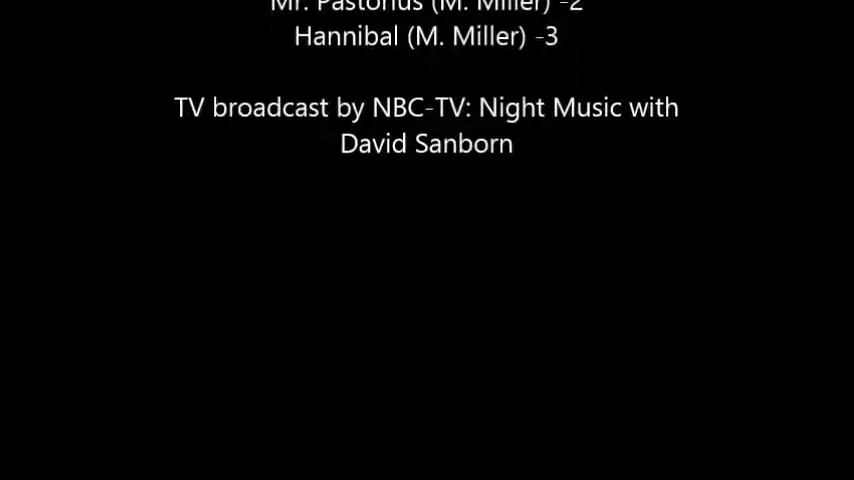 Mr. Pastorius (M. Miller) -2
Hannibal (M. Miller) -3
TV broadcast by NBC-TV: Night Music with
David Sanborn